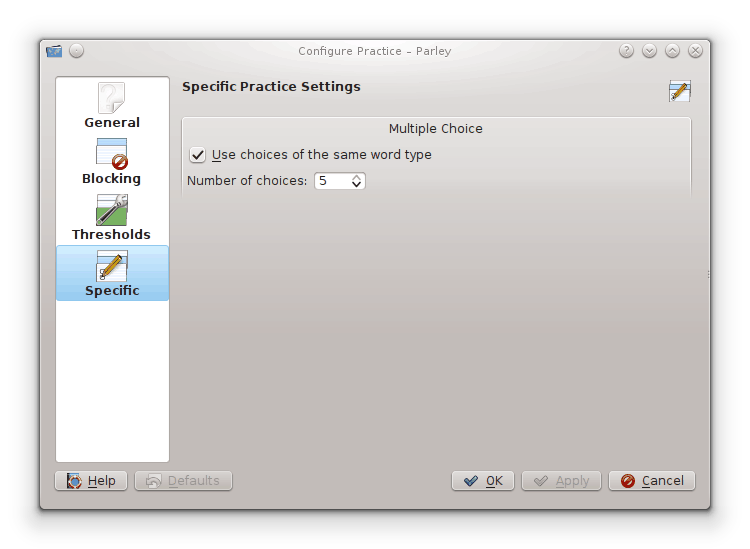 Configure Practice – Parley
General
Blocking
Thresholds
Specific
Specific Practice Settings
Multiple Choice
Use choices of the same word type
Number of choices: 5
Help Defaults OK Apply Cancel